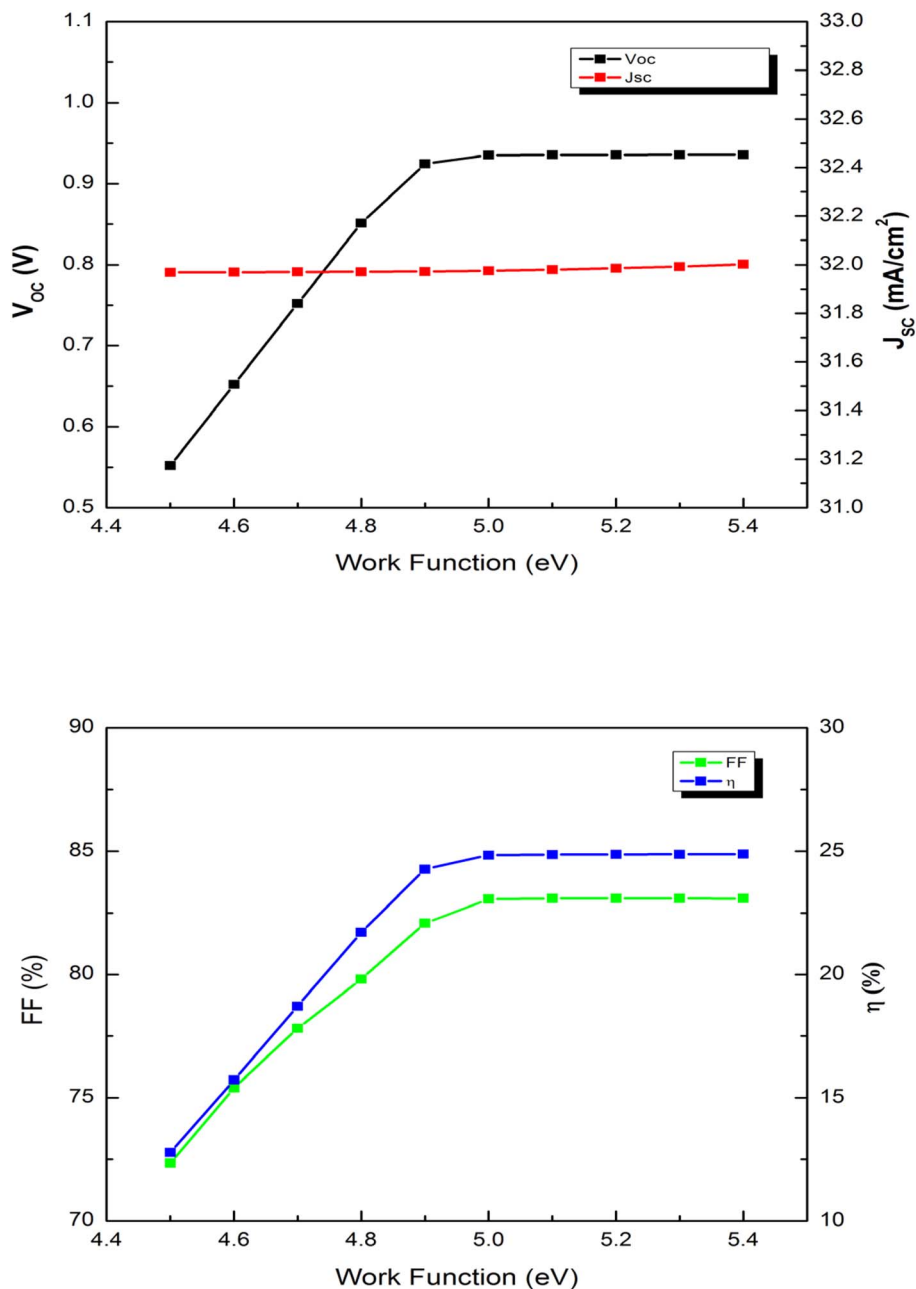 1.1
1.0
0.9
0.8
0.7
0.6
0.5
V_OC (V)
33.0
32.8
32.6
32.4
32.2
32.0
31.8
31.6
31.4
31.2
31.0
J_SC (mA/cm²)
Voc
Jsc
4.4 4.6 4.8 5.0 5.2 5.4
Work Function (eV)
90
85
80
75
70
FF (%)
30
25
20
15
10
η (%)
FF
η
4.4 4.6 4.8 5.0 5.2 5.4
Work Function (eV)